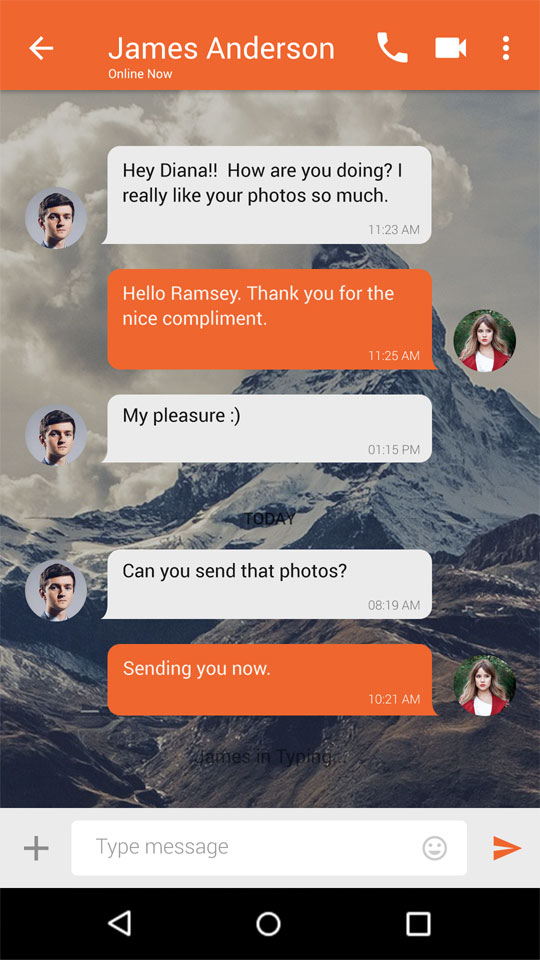 James Anderson
Online Now
Hey Diana!!  How are you doing? I
really like your photos so much.
11:23 AM
Hello Ramsey. Thank you for the
nice compliment.
11:25 AM
My pleasure :)
01:15 PM
TODAY
Can you send that photos?
08:19 AM
Sending you now.
10:21 AM
James in Typing...
Type message